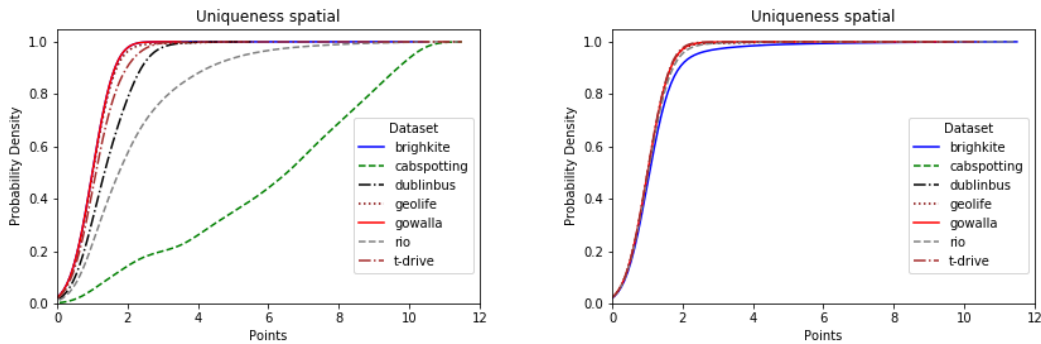 Uniqueness spatial
Probability Density
1.0
0.8
0.6
0.4
0.2
0.0
0 2 4 6 8 10 12
Points
Dataset
brighkite
cabspotting
dublinbus
geolife
gowalla
rio
t-drive
Uniqueness spatial
Probability Density
1.0
0.8
0.6
0.4
0.2
0.0
0 2 4 6 8 10 12
Points
Dataset
brighkite
cabspotting
dublinbus
geolife
gowalla
rio
t-drive